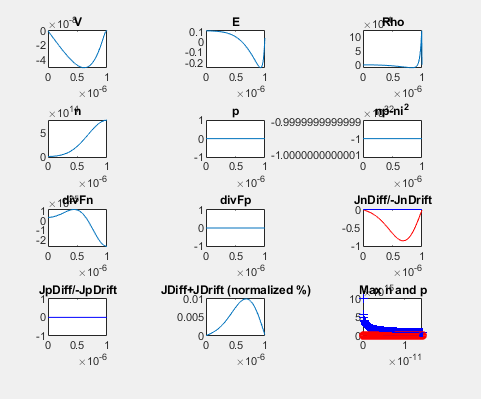 V
0
-2
-4
0 0.5 1
×10-6
E
0.1
0
-0.1
-0.2
0 0.5 1
×10-6
Rho
10
5
0
0 0.5 1
×10-6
n
5
0
0 0.5 1
×10-6
p
1
0
-1
0 0.5 1
×10-6
np-ni2
-0.9999999999999
-1
-1.0000000000001
0 0.5 1
×10-6
divFn
1
0
-1
-2
0 0.5 1
×10-6
divFp
1
0
-1
0 0.5 1
×10-6
JnDiff/-JnDrift
0
-0.5
-1
0 0.5 1
×10-6
JpDiff/-JpDrift
1
0
-1
0 0.5 1
×10-6
JDiff+JDrift (normalized %)
0.01
0.005
0
0 0.5 1
×10-6
Max n and p
10
5
0
0 1
×10-11